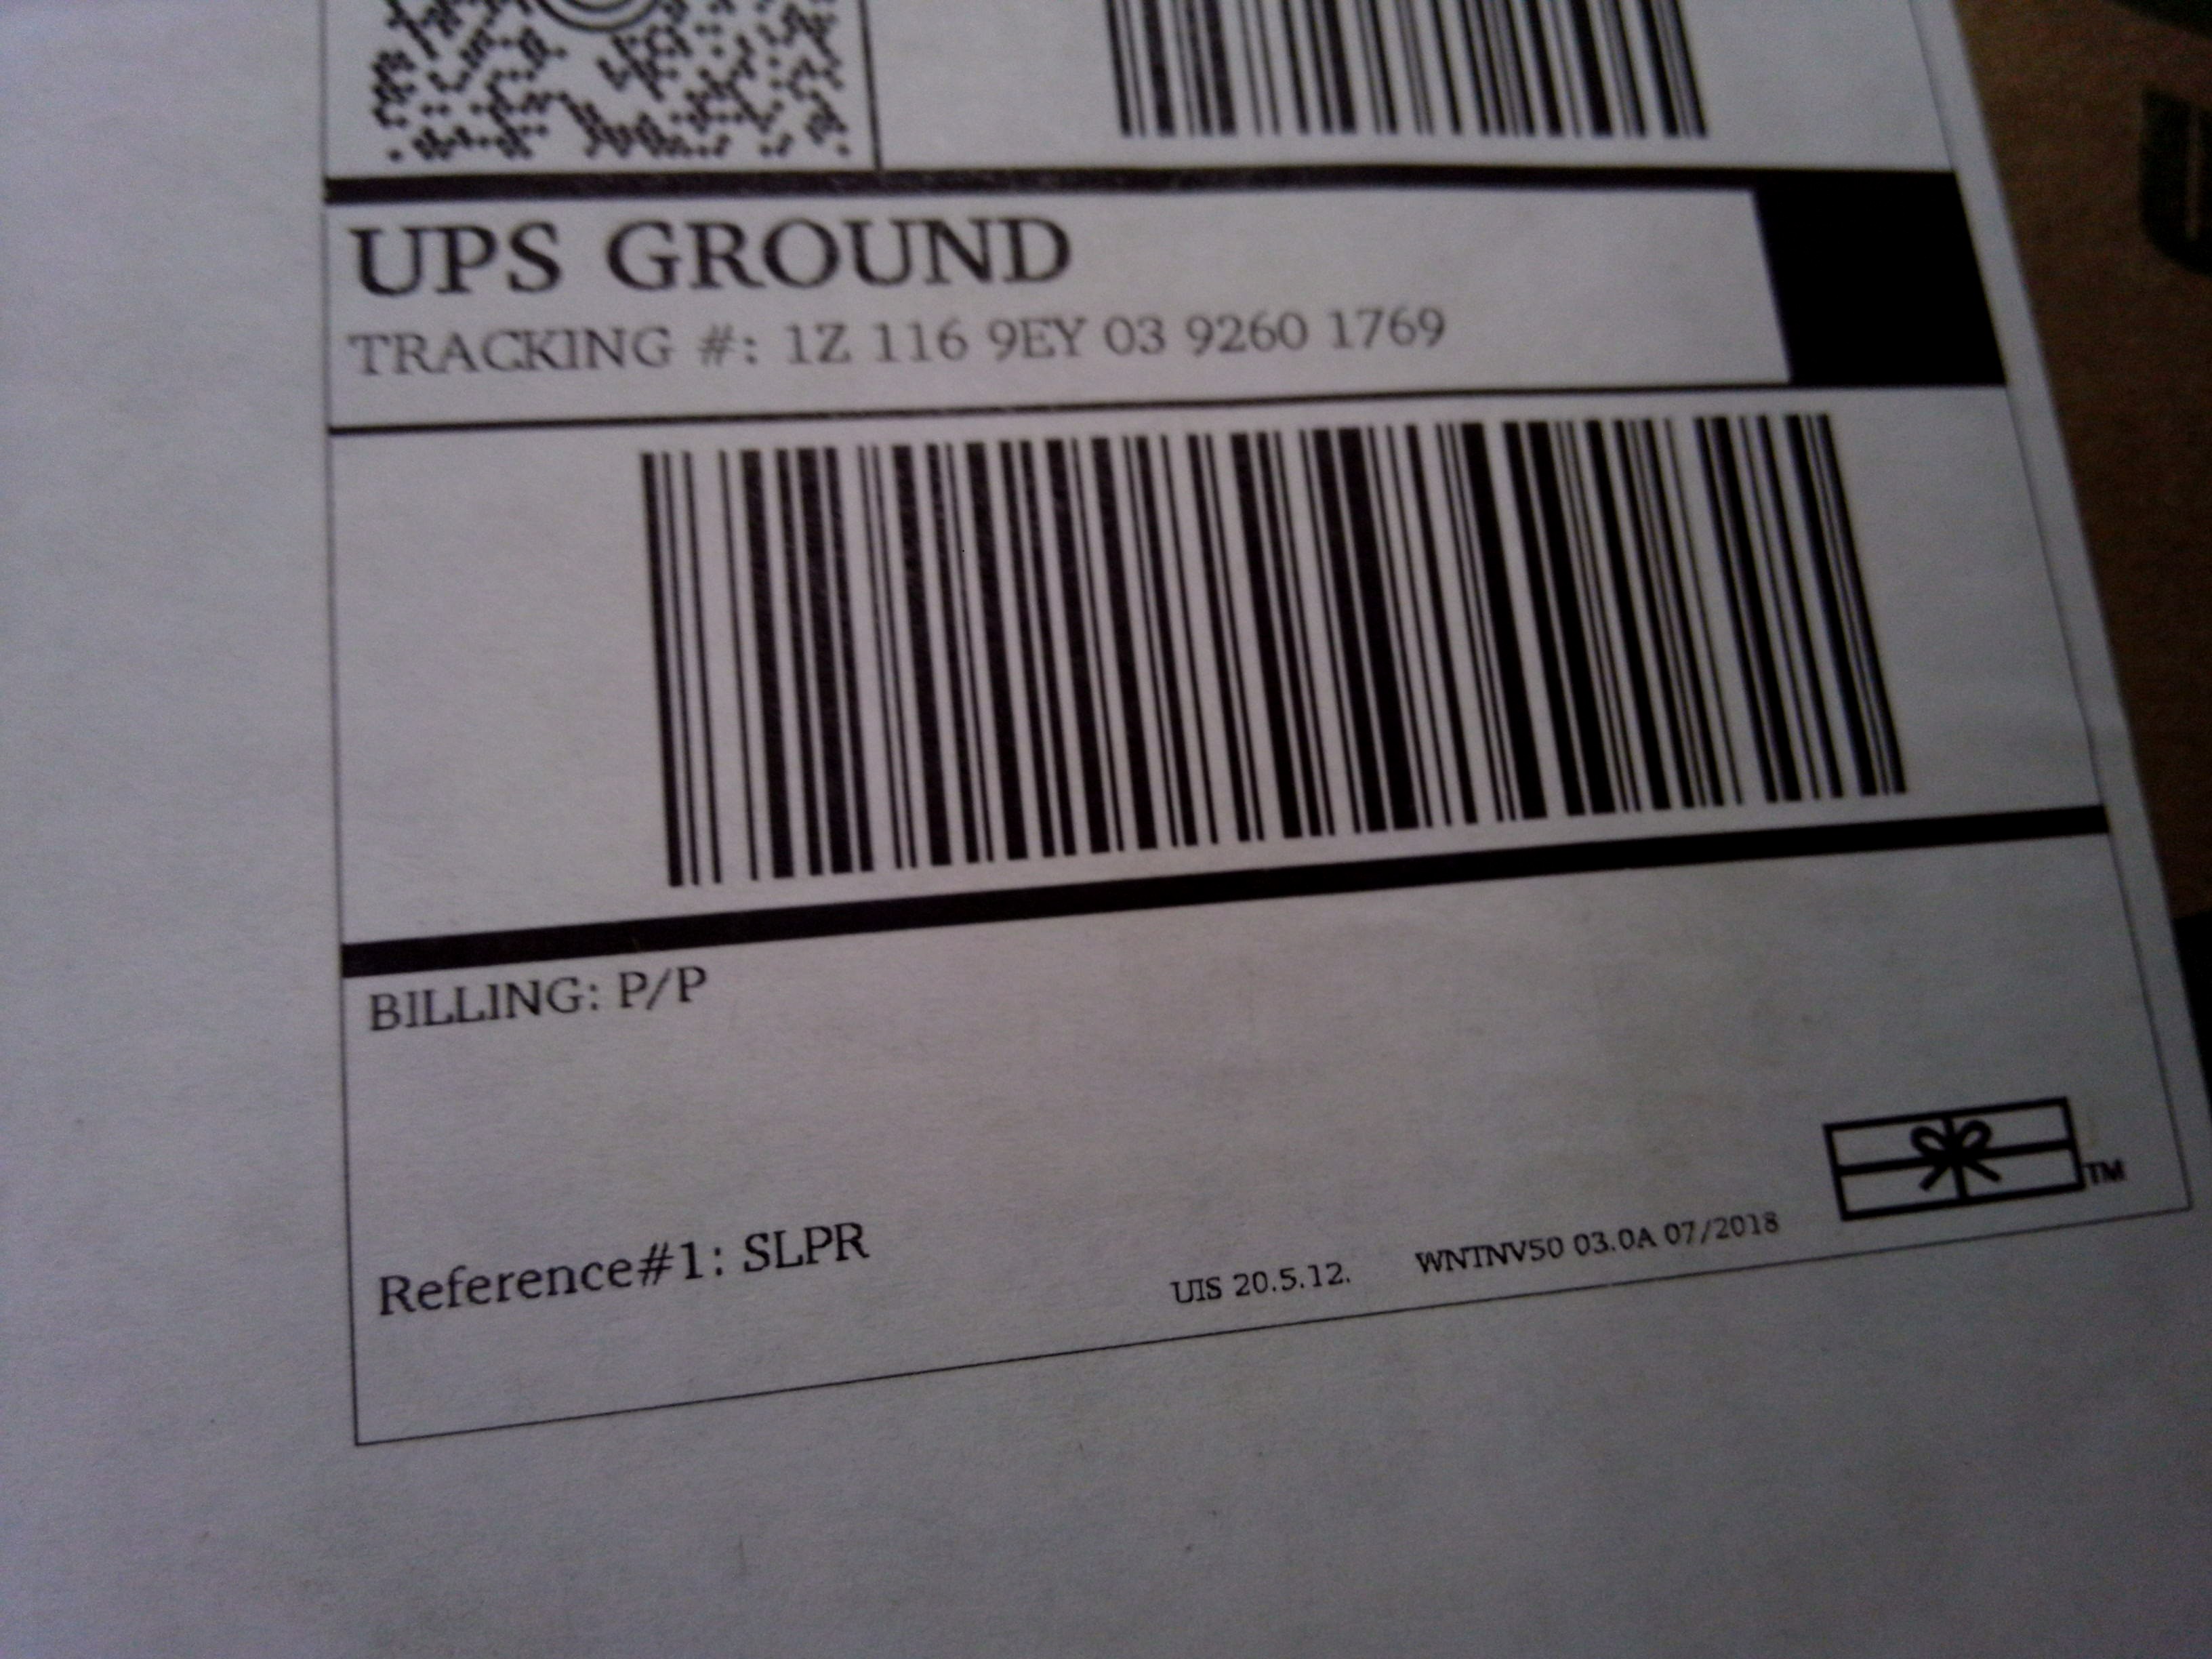 UPS GROUND
TRACKING #: 1Z 116 9EY 03 9260 1769
BILLING: P/P
Reference#1: SLPR
UIS 20.5.12. WNTNV50 03.0A 07/2018
TM